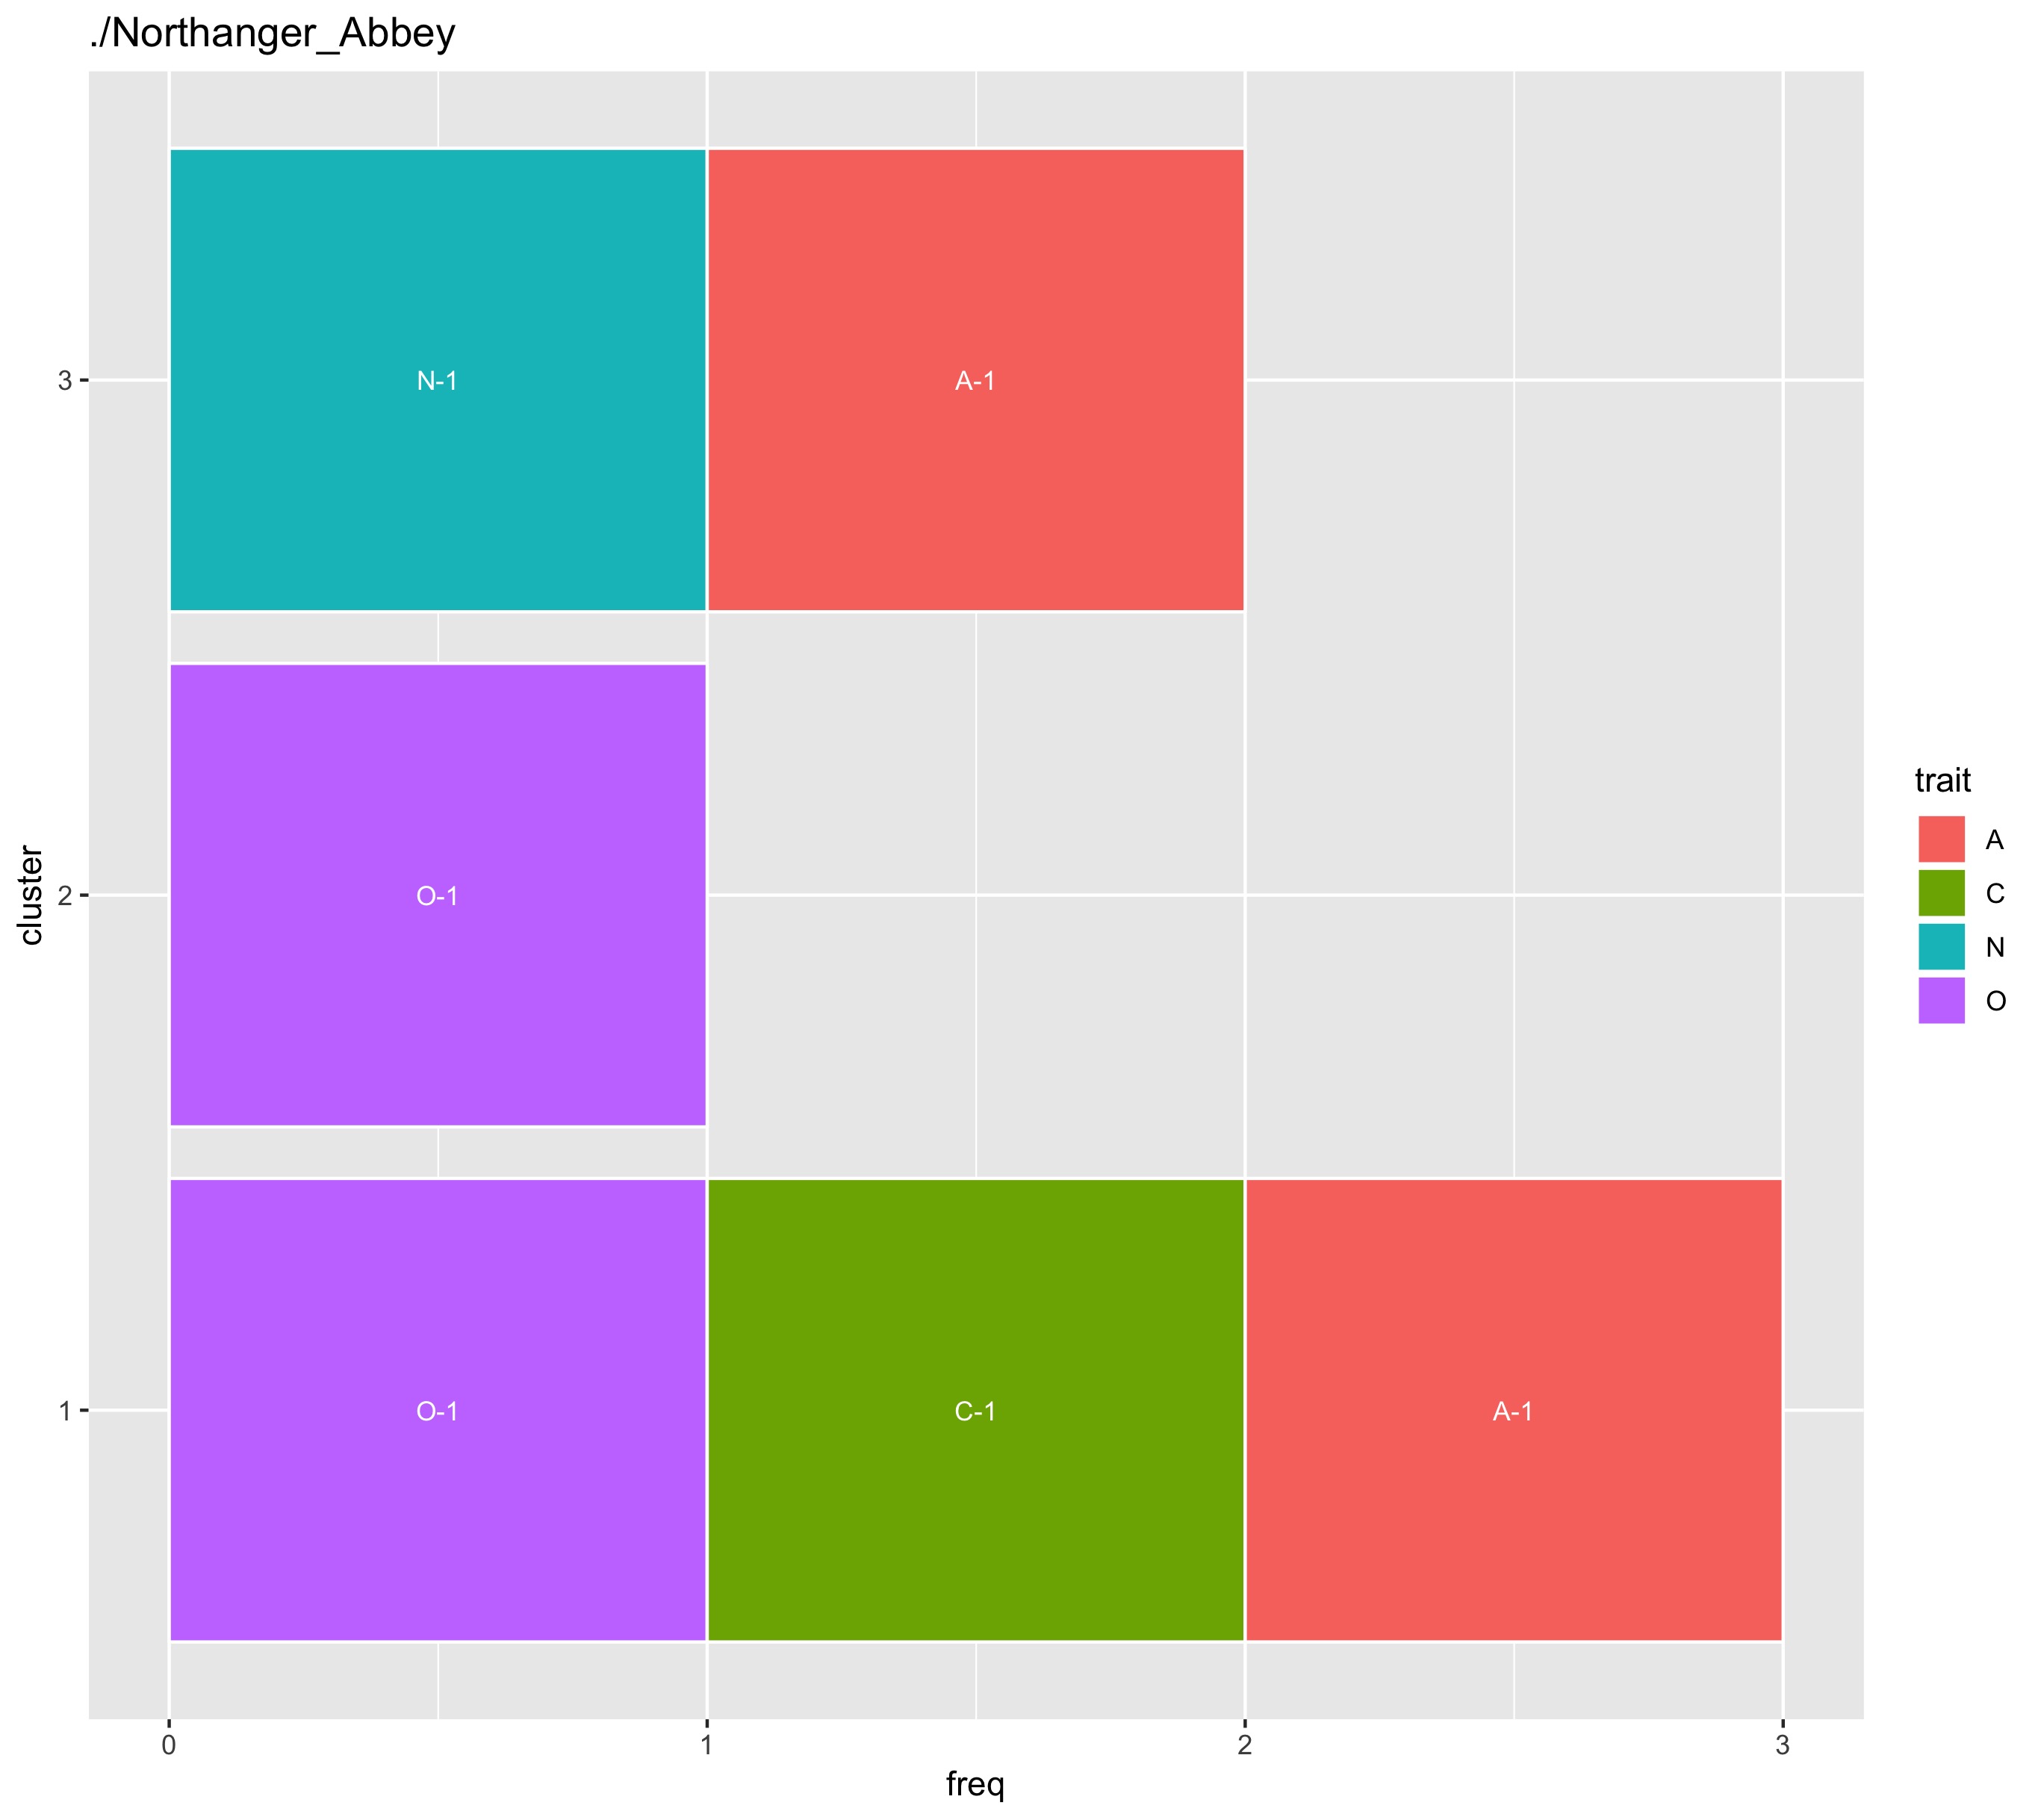 ./Northanger_Abbey
3
N-1
A-1
cluster
2
O-1
trait
A
C
N
O
1
O-1
C-1
A-1
0
1
2
3
freq